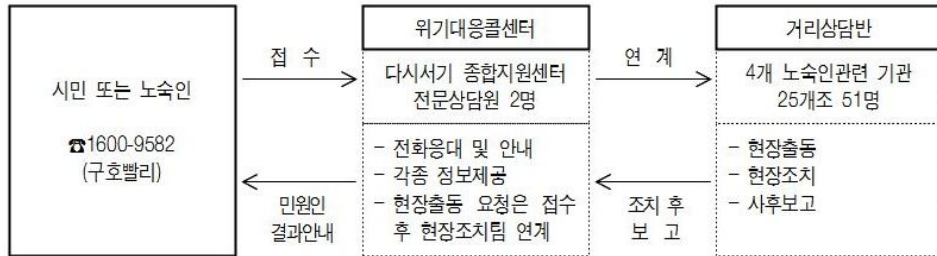 시민 또는 노숙인
☎1600-9582
(구호빨리)
접 수
민원인
결과안내
위기대응콜센터
다시서기 종합지원센터
전문상담원 2명
- 전화응대 및 안내
- 각종 정보제공
- 현장출동 요청은 접수
후 현장조치팀 연계
연 계
조치 후
보 고
거리상담반
4개 노숙인관련 기관
25개조 51명
- 현장출동
- 현장조치
- 사후보고